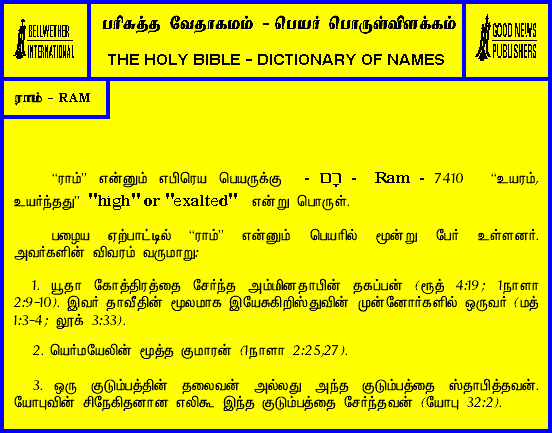 BELLWETHER
INTERNATIONAL
பரிசுத்த வேதாகமம் - பெயர் பொருள்விளக்கம்
THE HOLY BIBLE - DICTIONARY OF NAMES
GOOD NEWS
PUBLISHERS
ராம் - RAM
“ராம்” என்னும் எபிரெய பெயருக்கு - רָם - Ram - 7410 “உயரம்,
உயர்ந்தது” "high" or "exalted" என்று பொருள்.
பழைய ஏற்பாட்டில் “ராம்” என்னும் பெயரில் மூன்று பேர் உள்ளனர்.
அவர்களின் விவரம் வருமாறு:
1. யூதா கோத்திரத்தை சேர்ந்த அம்மினதாபின் தகப்பன் (ரூத் 4:19; 1நாளா
2:9-10). இவர் தாவீதின் மூலமாக இயேசுகிறிஸ்துவின் முன்னோர்களில் ஒருவர் (மத்
1:3-4; லூக் 3:33).
2. யெர்மயேலின் மூத்த குமாரன் (1நாளா 2:25,27).
3. ஒரு குடும்பத்தின் தலைவன் அல்லது அந்த குடும்பத்தை ஸ்தாபித்தவன்.
யோபுவின் சிநேகிதனான எலிகூ இந்த குடும்பத்தை சேர்ந்தவன் (யோபு 32:2).